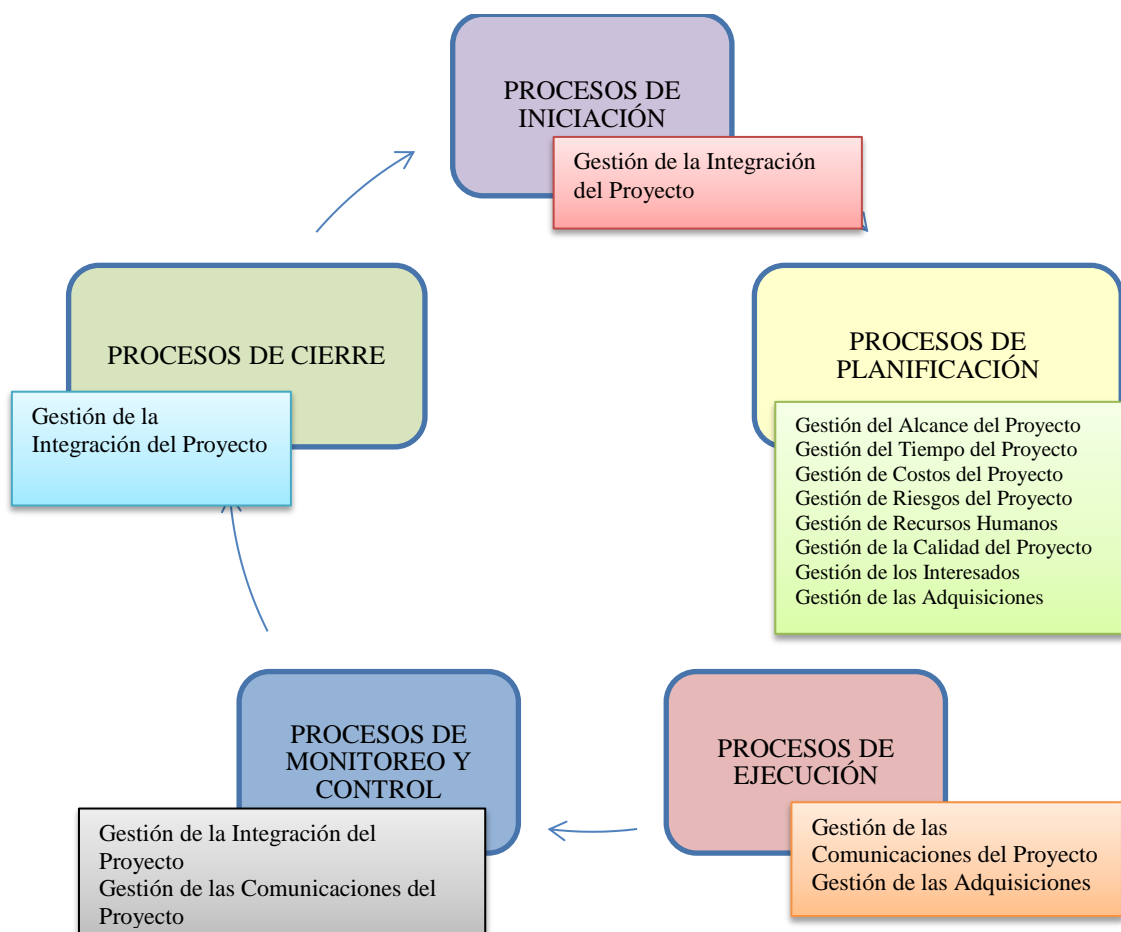 PROCESOS DE
INICIACIÓN
Gestión de la Integración
del Proyecto
PROCESOS DE
PLANIFICACIÓN
Gestión del Alcance del Proyecto
Gestión del Tiempo del Proyecto
Gestión de Costos del Proyecto
Gestión de Riesgos del Proyecto
Gestión de Recursos Humanos
Gestión de la Calidad del Proyecto
Gestión de los Interesados
Gestión de las Adquisiciones
PROCESOS DE
EJECUCIÓN
Gestión de las
Comunicaciones del Proyecto
Gestión de las Adquisiciones
PROCESOS DE
MONITOREO Y
CONTROL
Gestión de la Integración del
Proyecto
Gestión de las Comunicaciones del
Proyecto
PROCESOS DE CIERRE
Gestión de la
Integración del Proyecto